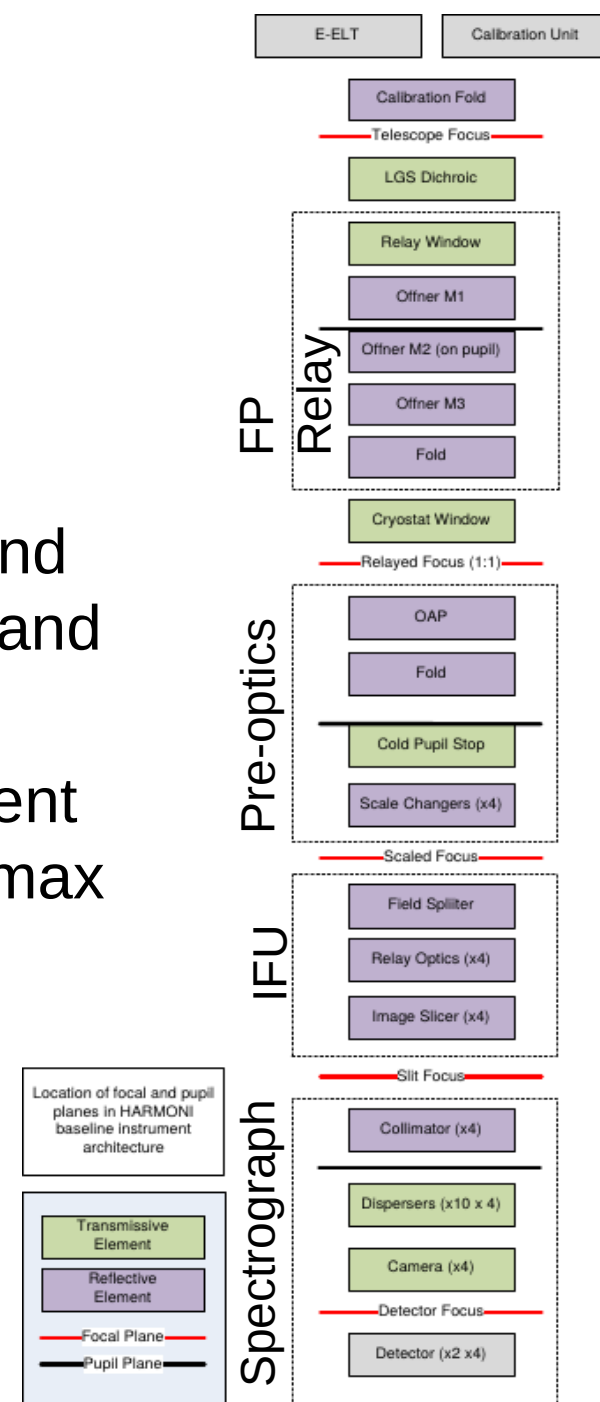 E-ELT
Calibration Unit
Calibration Fold
Telescope Focus
LGS Dichroic
FP
Relay
Relay Window
Offner M1
Offner M2 (on pupil)
Offner M3
Fold
Cryostat Window
Relayed Focus (1:1)
nd
and
ent
max
Pre-optics
OAP
Fold
Cold Pupil Stop
Scale Changers (x4)
Scaled Focus
IFU
Field Spliiter
Relay Optics (x4)
Image Slicer (x4)
Slit Focus
Spectrograph
Collimator (x4)
Dispersers (x10 x 4)
Camera (x4)
Detector Focus
Detector (x2 x4)
Location of focal and pupil
planes in HARMONI
baseline instrument
architecture
Transmissive
Element
Reflective
Element
Focal Plane
Pupil Plane